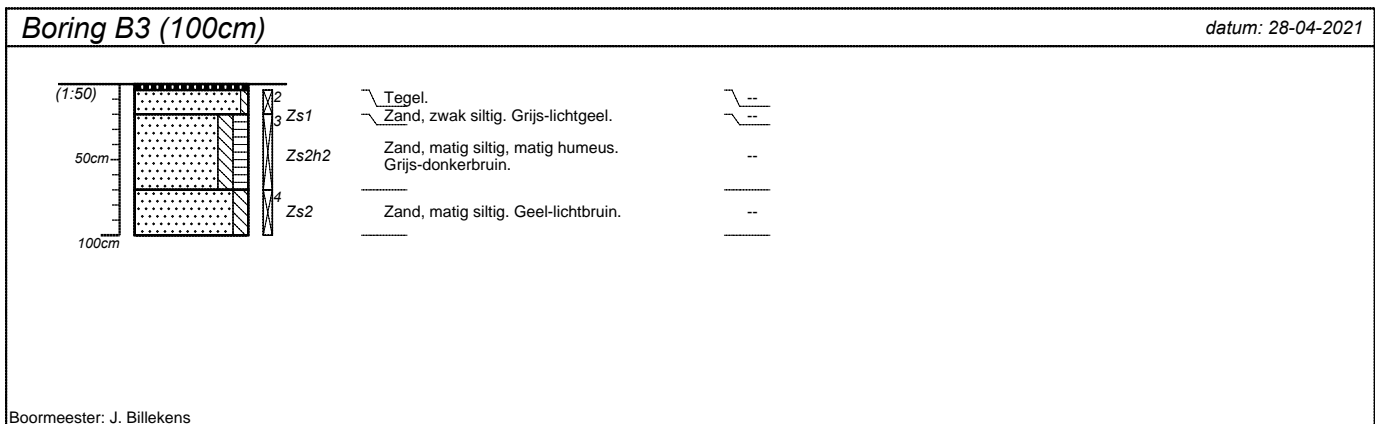 Boring B3 (100cm)
datum: 28-04-2021
(1:50)
2
Tegel.
--
3
Zs1
Zand, zwak siltig. Grijs-lichtgeel.
--
50cm
Zs2h2
Zand, matig siltig, matig humeus.
Grijs-donkerbruin.
--
4
Zs2
Zand, matig siltig. Geel-lichtbruin.
--
100cm
Boormeester: J. Billekens